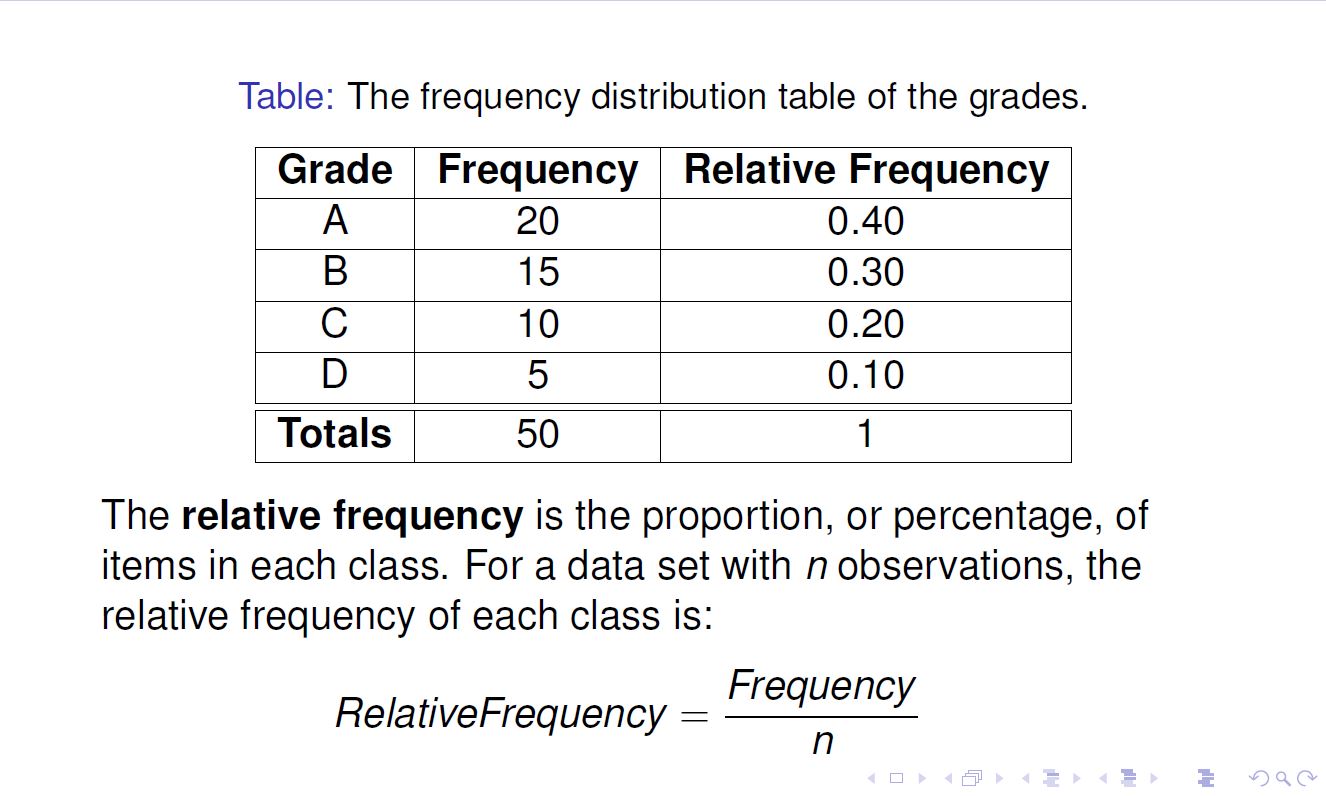 Table: The frequency distribution table of the grades.
Grade Frequency Relative Frequency
A 20 0.40
B 15 0.30
C 10 0.20
D 5 0.10
Totals 50 1
The relative frequency is the proportion, or percentage, of
items in each class. For a data set with n observations, the
relative frequency of each class is:
RelativeFrequency = Frequency
n